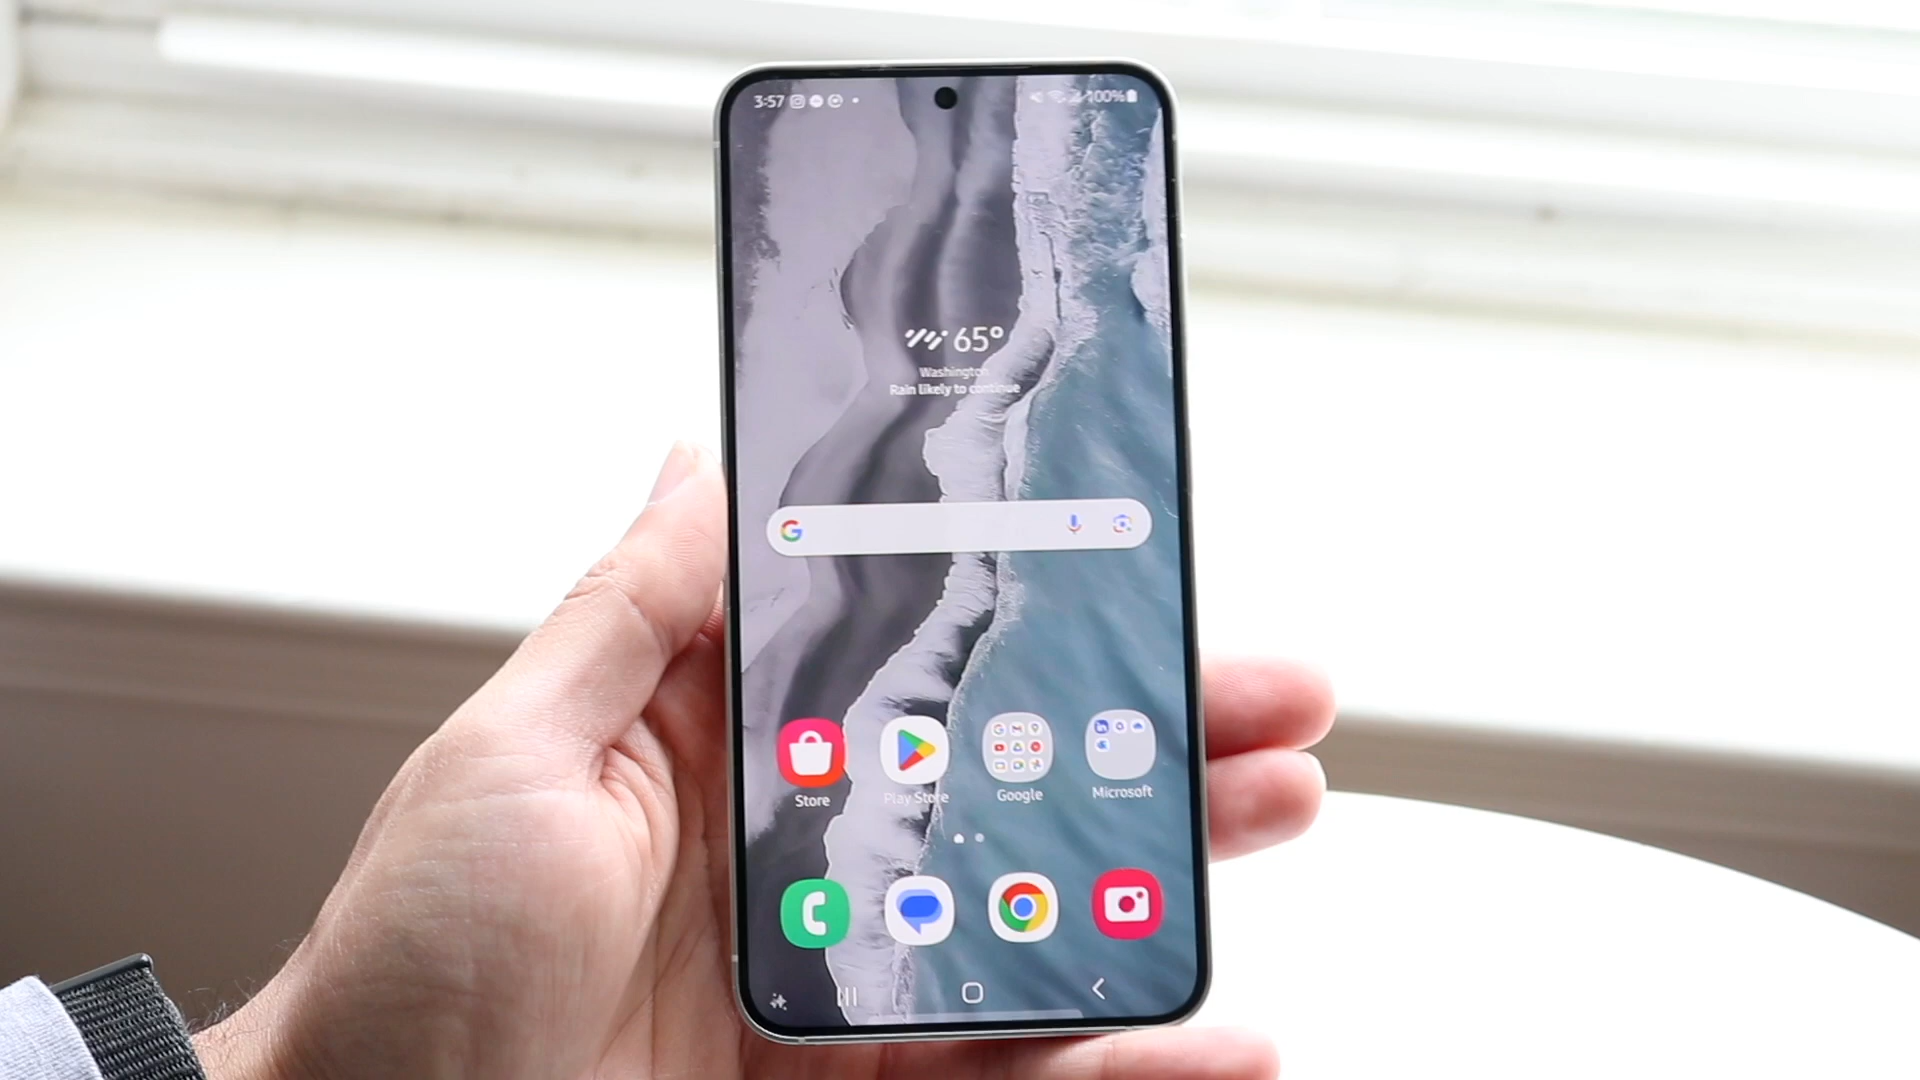 3:57
100%
65°
Washington
Rain likely to continue
G
Store
Play Store
Google
Microsoft